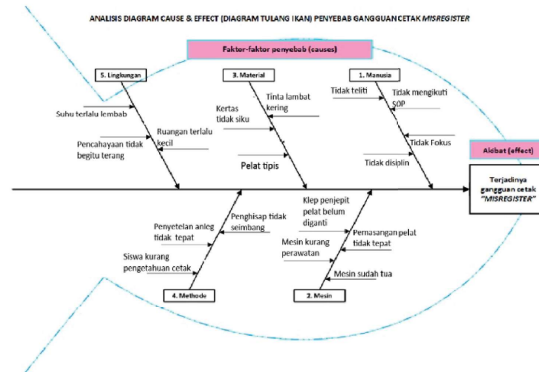 ANALISIS DIAGRAM CAUSE & EFFECT (DIAGRAM TULANG IKAN) PENYEBAB GANGGUAN CETAK MISREGISTER
Faktor-faktor penyebab (causes)
5. Lingkungan
3. Material
1. Manusia
Suhu terlalu lembab
Pencahayaan tidak
begitu terang
Ruangan terlalu
kecil
Tinta lambat
kering
Kertas
tidak siku
Pelat tipis
Tidak teliti
Tidak mengikuti
SOP
Tidak Fokus
Tidak disiplin
Akibat (effect)
Terjadinya
gangguan cetak
"MISREGISTER"
Penyetelan anleg
tidak tepat
Penghisap tidak
seimbang
Siswa kurang
pengetahuan cetak
4. Methode
Klep penjepit
pelat belum
diganti
Pemasangan pelat
tidak tepat
Mesin kurang
perawatan
Mesin sudah tua
2. Mesin